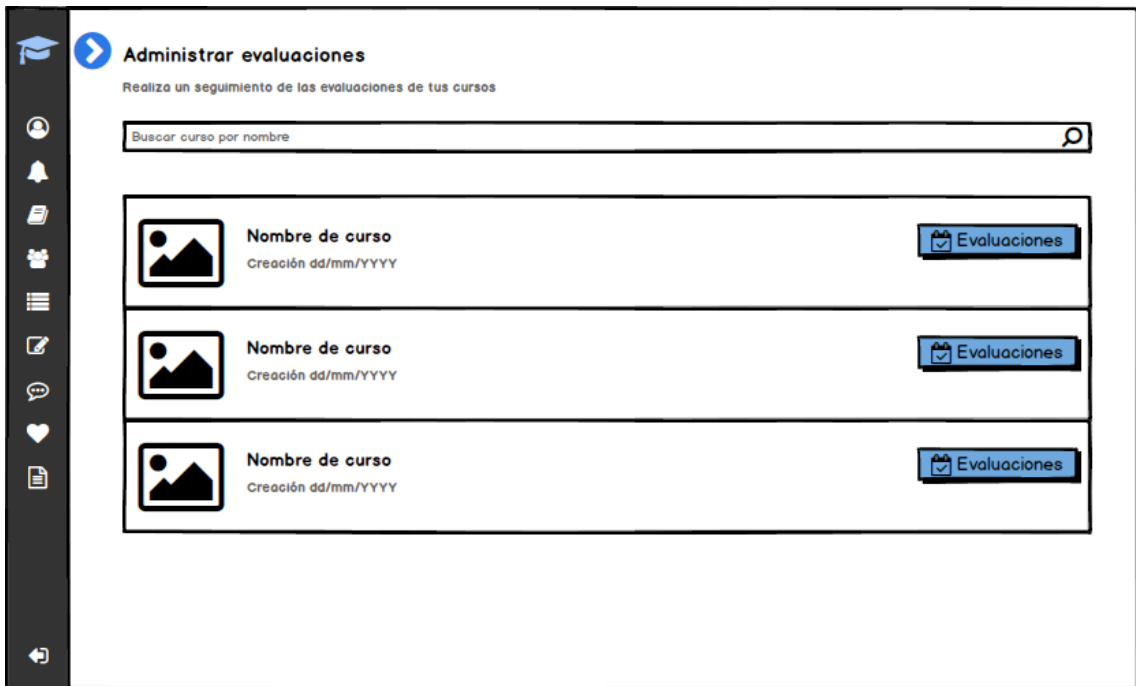 Administrar evaluaciones
Realiza un seguimiento de las evaluaciones de tus cursos
Buscar curso por nombre
Nombre de curso
Evaluaciones
Creación dd/mm/YYYY
Nombre de curso
Evaluaciones
Creación dd/mm/YYYY
Nombre de curso
Evaluaciones
Creación dd/mm/YYYY